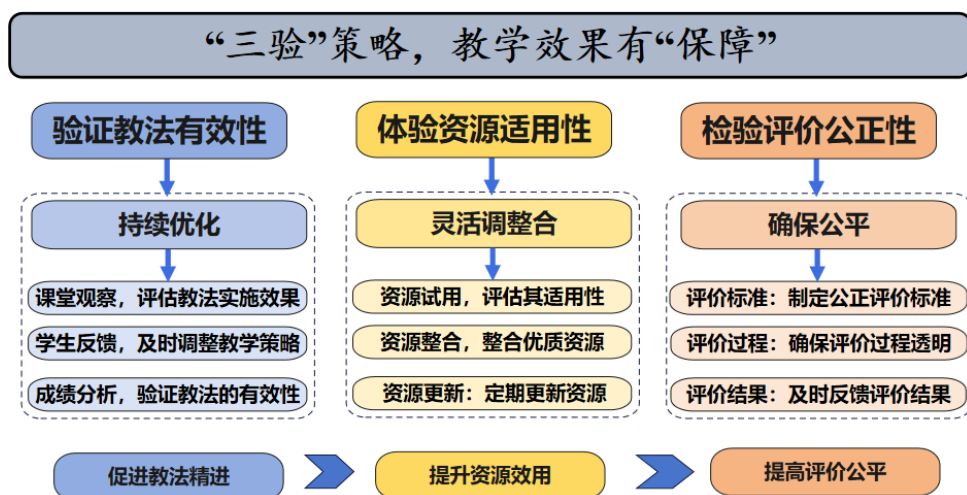 “三验”策略，教学效果有“保障”
验证教法有效性
持续优化
课堂观察，评估教法实施效果
学生反馈，及时调整教学策略
成绩分析，验证教法的有效性
体验资源适用性
灵活调整合
资源试用，评估其适用性
资源整合，整合优质资源
资源更新：定期更新资源
检验评价公正性
确保公平
评价标准：制定公正评价标准
评价过程：确保评价过程透明
评价结果：及时反馈评价结果
促进教法精进
提升资源效用
提高评价公平